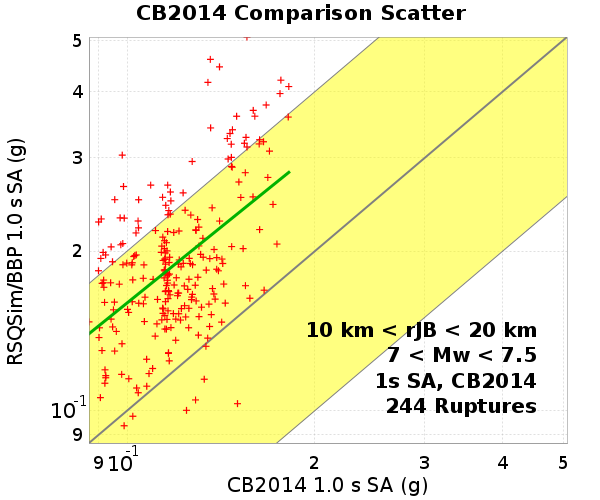 CB2014 Comparison Scatter
RSQSim/BBP 1.0 s SA (g)
5
4
3
2
10⁻¹
9
10 km < rJB < 20 km
7 < Mw < 7.5
1s SA, CB2014
244 Ruptures
9 10⁻¹ 2 3 4 5
CB2014 1.0 s SA (g)